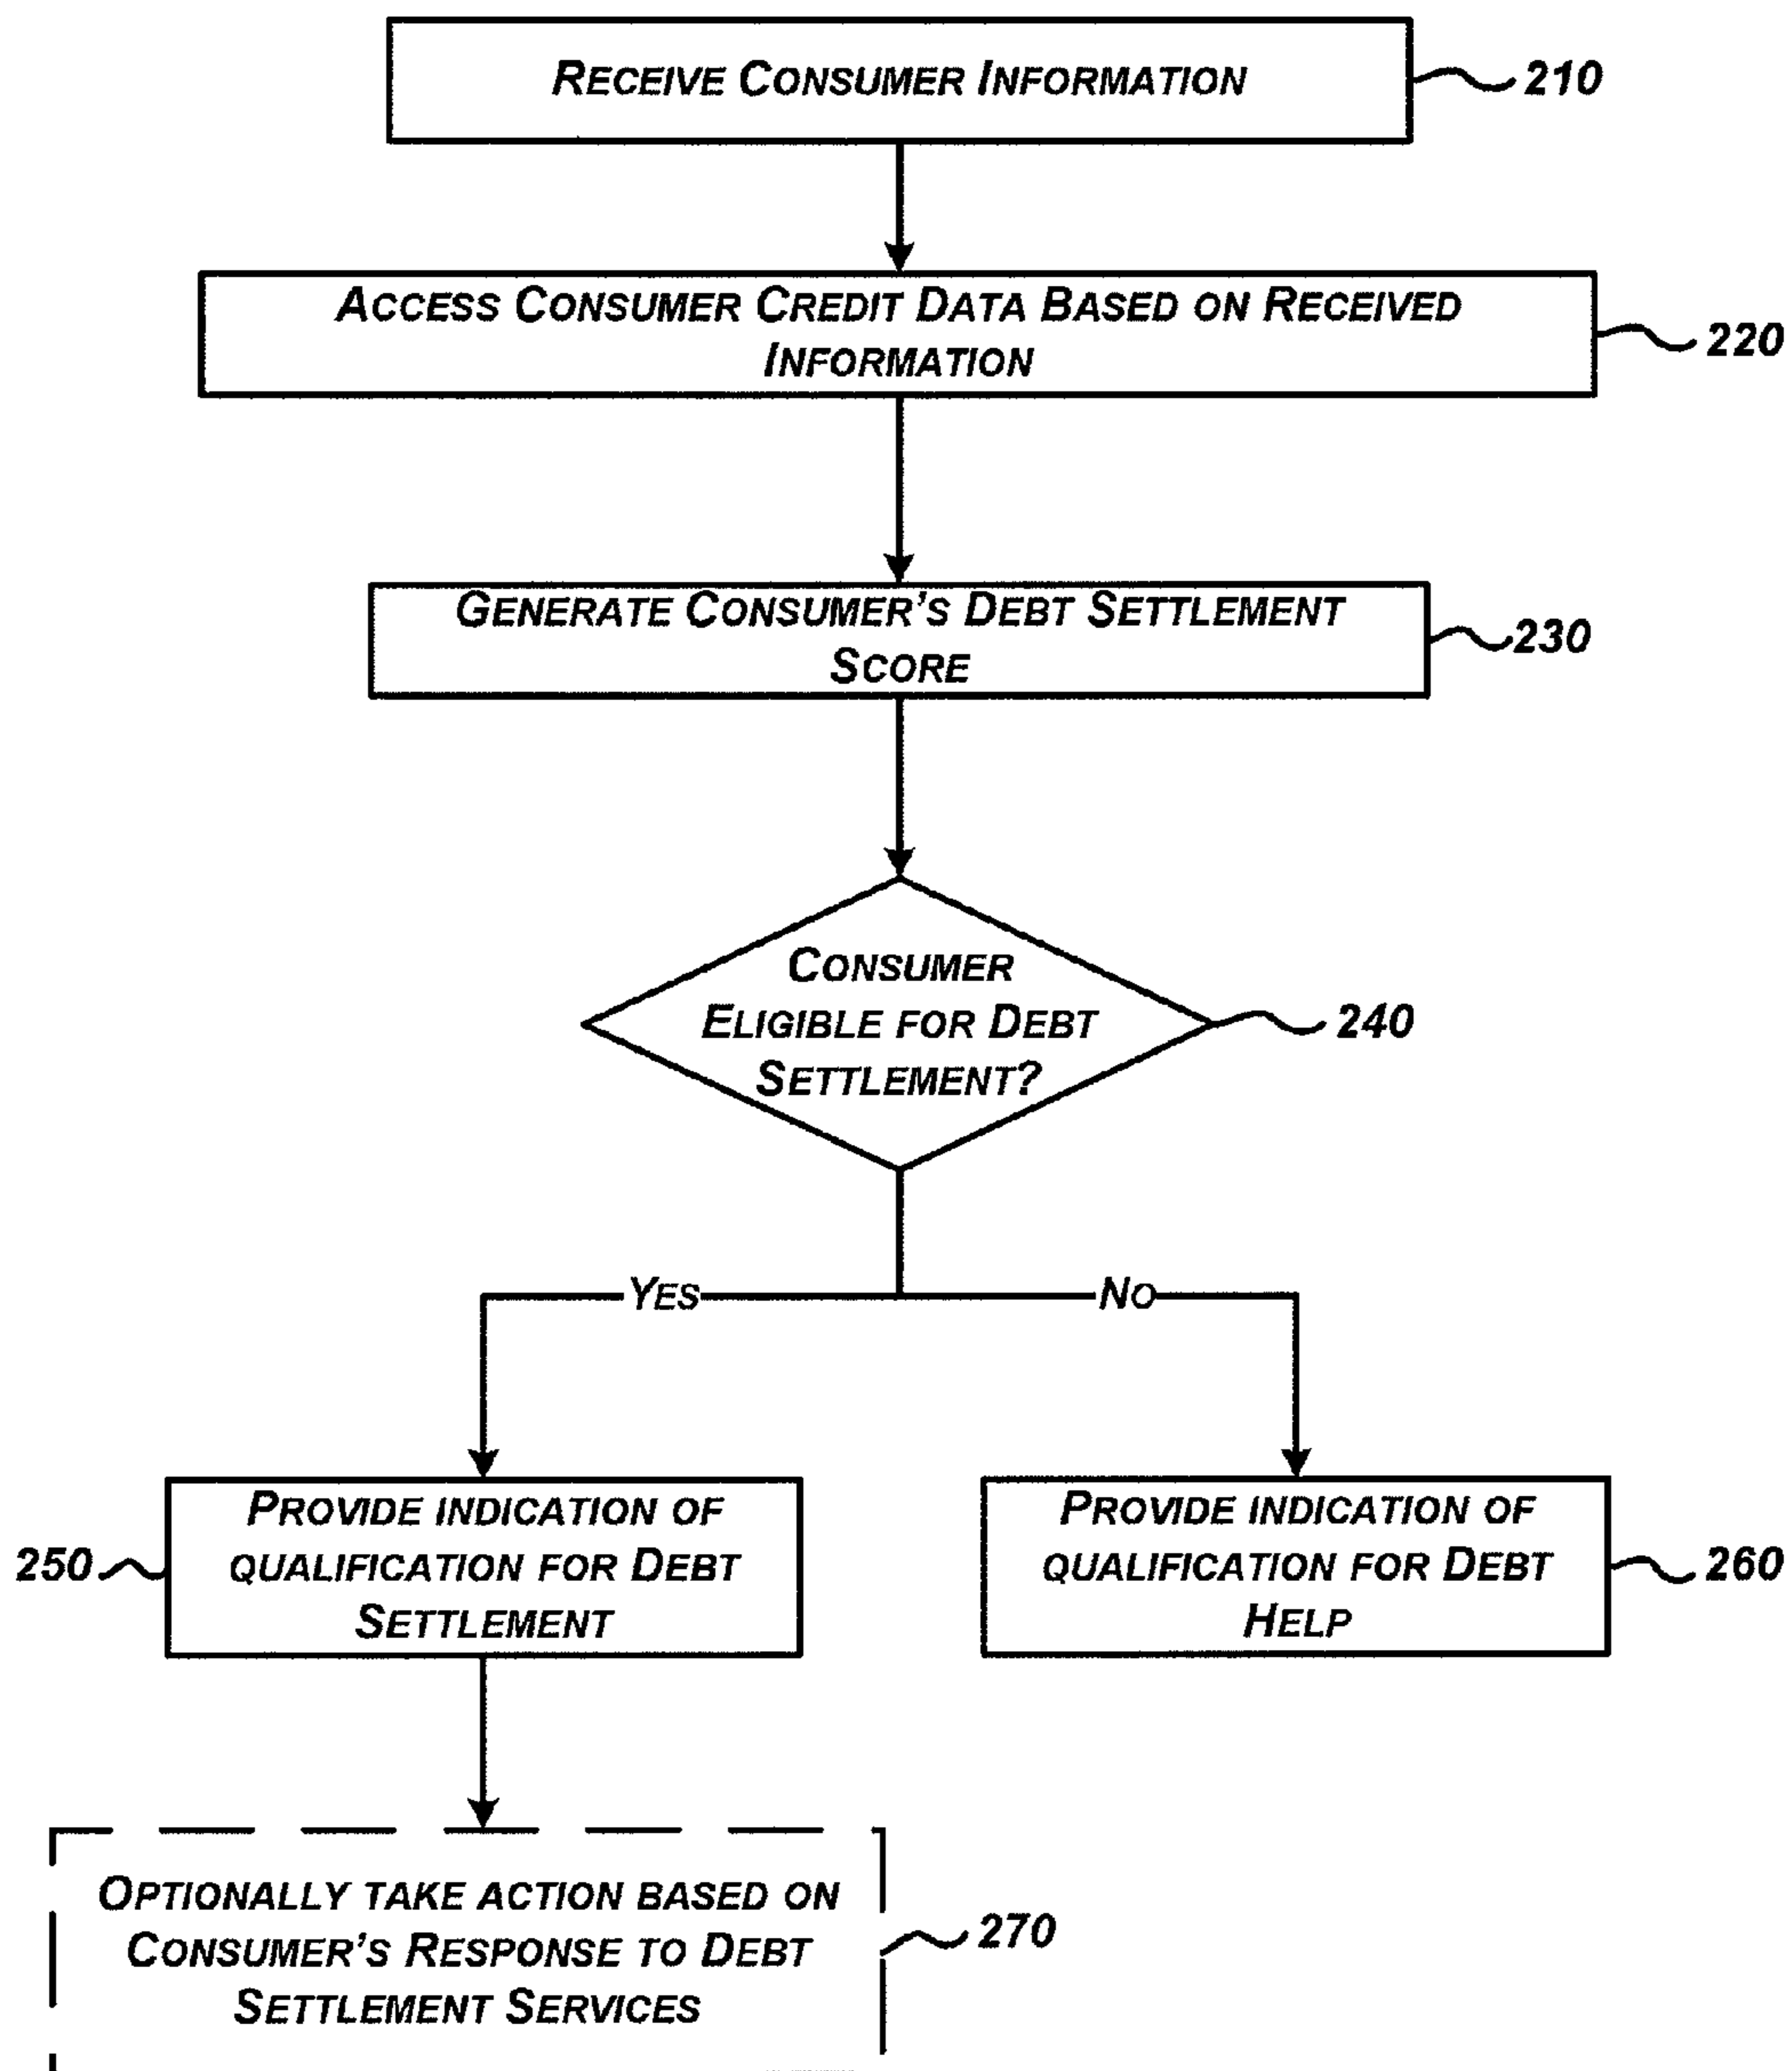 RECEIVE CONSUMER INFORMATION
210
ACCESS CONSUMER CREDIT DATA BASED ON RECEIVED
INFORMATION
220
GENERATE CONSUMER'S DEBT SETTLEMENT
SCORE
230
CONSUMER
ELIGIBLE FOR DEBT
SETTLEMENT?
240
YES
NO
PROVIDE INDICATION OF
QUALIFICATION FOR DEBT
SETTLEMENT
250
PROVIDE INDICATION OF
QUALIFICATION FOR DEBT
HELP
260
OPTIONALLY TAKE ACTION BASED ON
CONSUMER'S RESPONSE TO DEBT
SETTLEMENT SERVICES
270